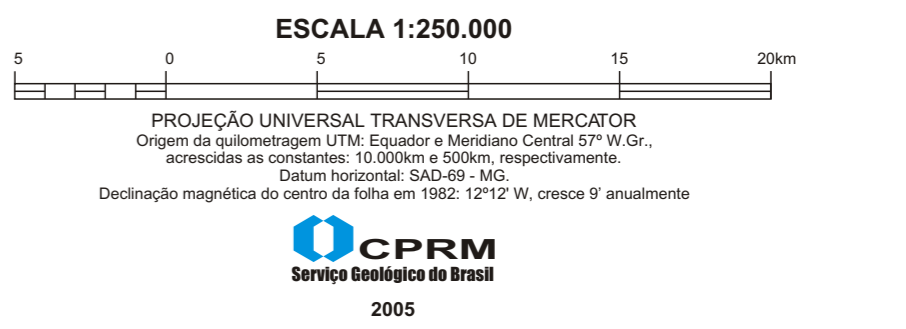 ESCALA 1:250.000
5 0 5 10 15 20km
PROJEÇÃO UNIVERSAL TRANSVERSA DE MERCATOR
Origem da quilometragem UTM: Equador e Meridiano Central 57º W.Gr.,
acrescidas as constantes: 10.000km e 500km, respectivamente.
Datum horizontal: SAD-69 - MG.
Declinação magnética do centro da folha em 1982: 12º12' W, cresce 9’ anualmente
CPRM
Serviço Geológico do Brasil
2005